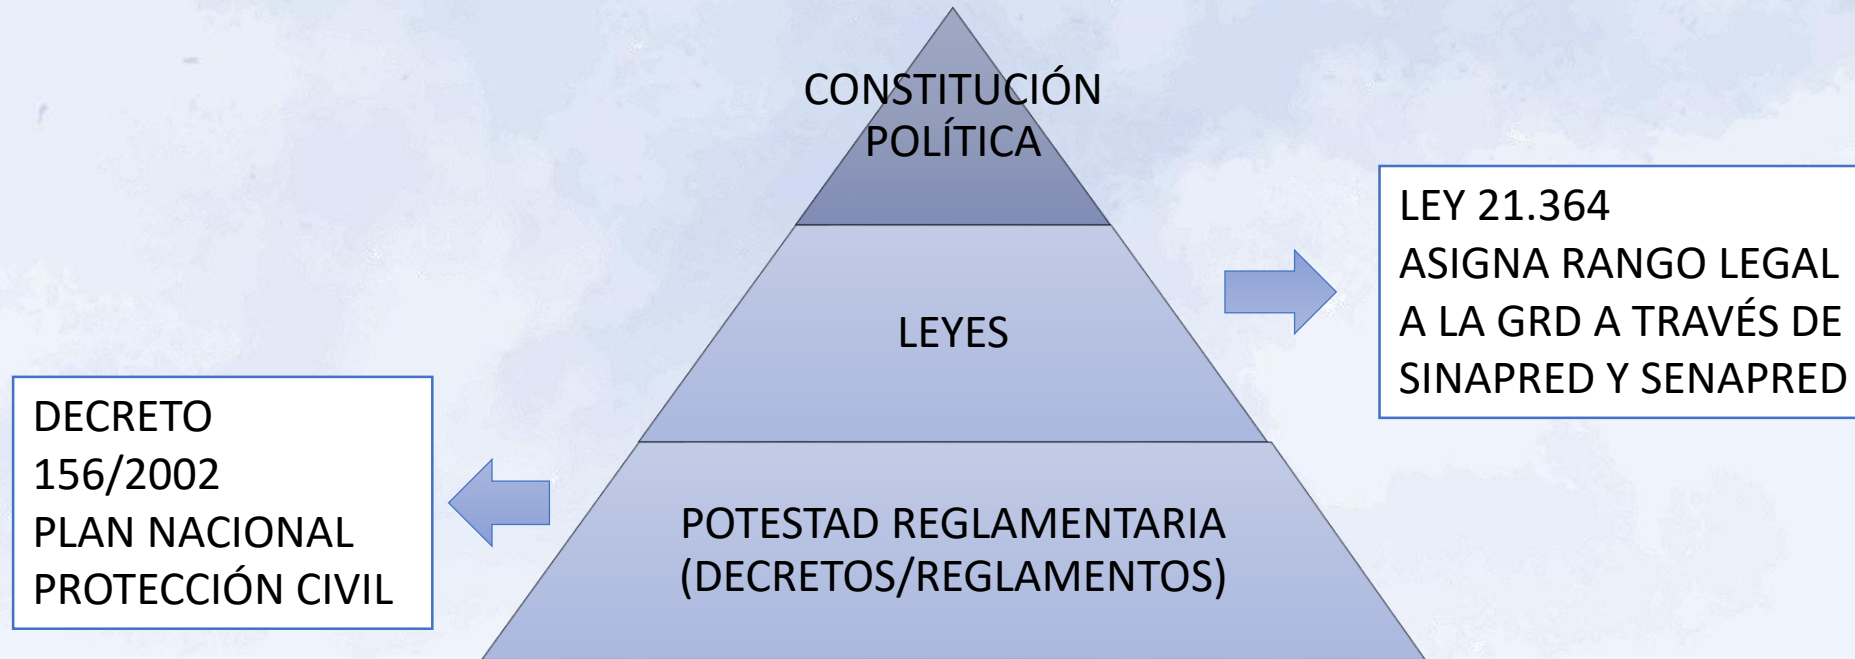 CONSTITUCIÓN
POLÍTICA
LEY 21.364
ASIGNA RANGO LEGAL
A LA GRD A TRAVÉS DE
SINAPRED Y SENAPRED
LEYES
DECRETO
156/2002
PLAN NACIONAL
PROTECCIÓN CIVIL
POTESTAD REGLAMENTARIA
(DECRETOS/REGLAMENTOS)